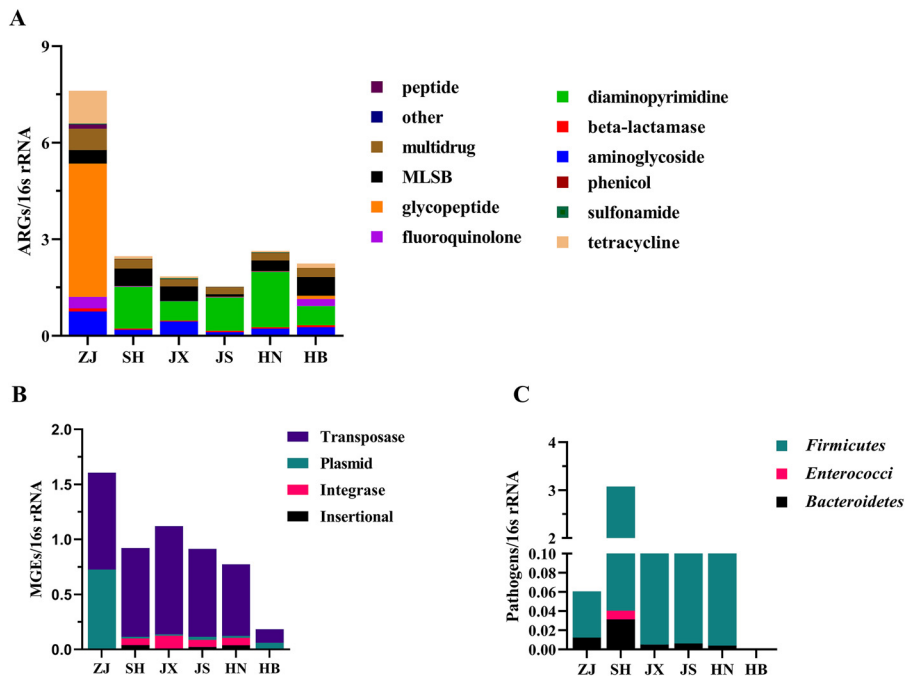 A
ARGs/16s rRNA
9
6
3
0
ZJ SH JX JS HN HB
peptide
other
multidrug
MLSB
glycopeptide
fluoroquinolone
diaminopyrimidine
beta-lactamase
aminoglycoside
phenicol
sulfonamide
tetracycline
B
MGEs/16s rRNA
2.0
1.5
1.0
0.5
0.0
ZJ SH JX JS HN HB
Transposase
Plasmid
Integrase
Insertional
C
Pathogens/16s rRNA
4
3
2
0.10
0.08
0.06
0.04
0.02
0.00
ZJ SH JX JS HN HB
Firmicutes
Enterococci
Bacteroidetes